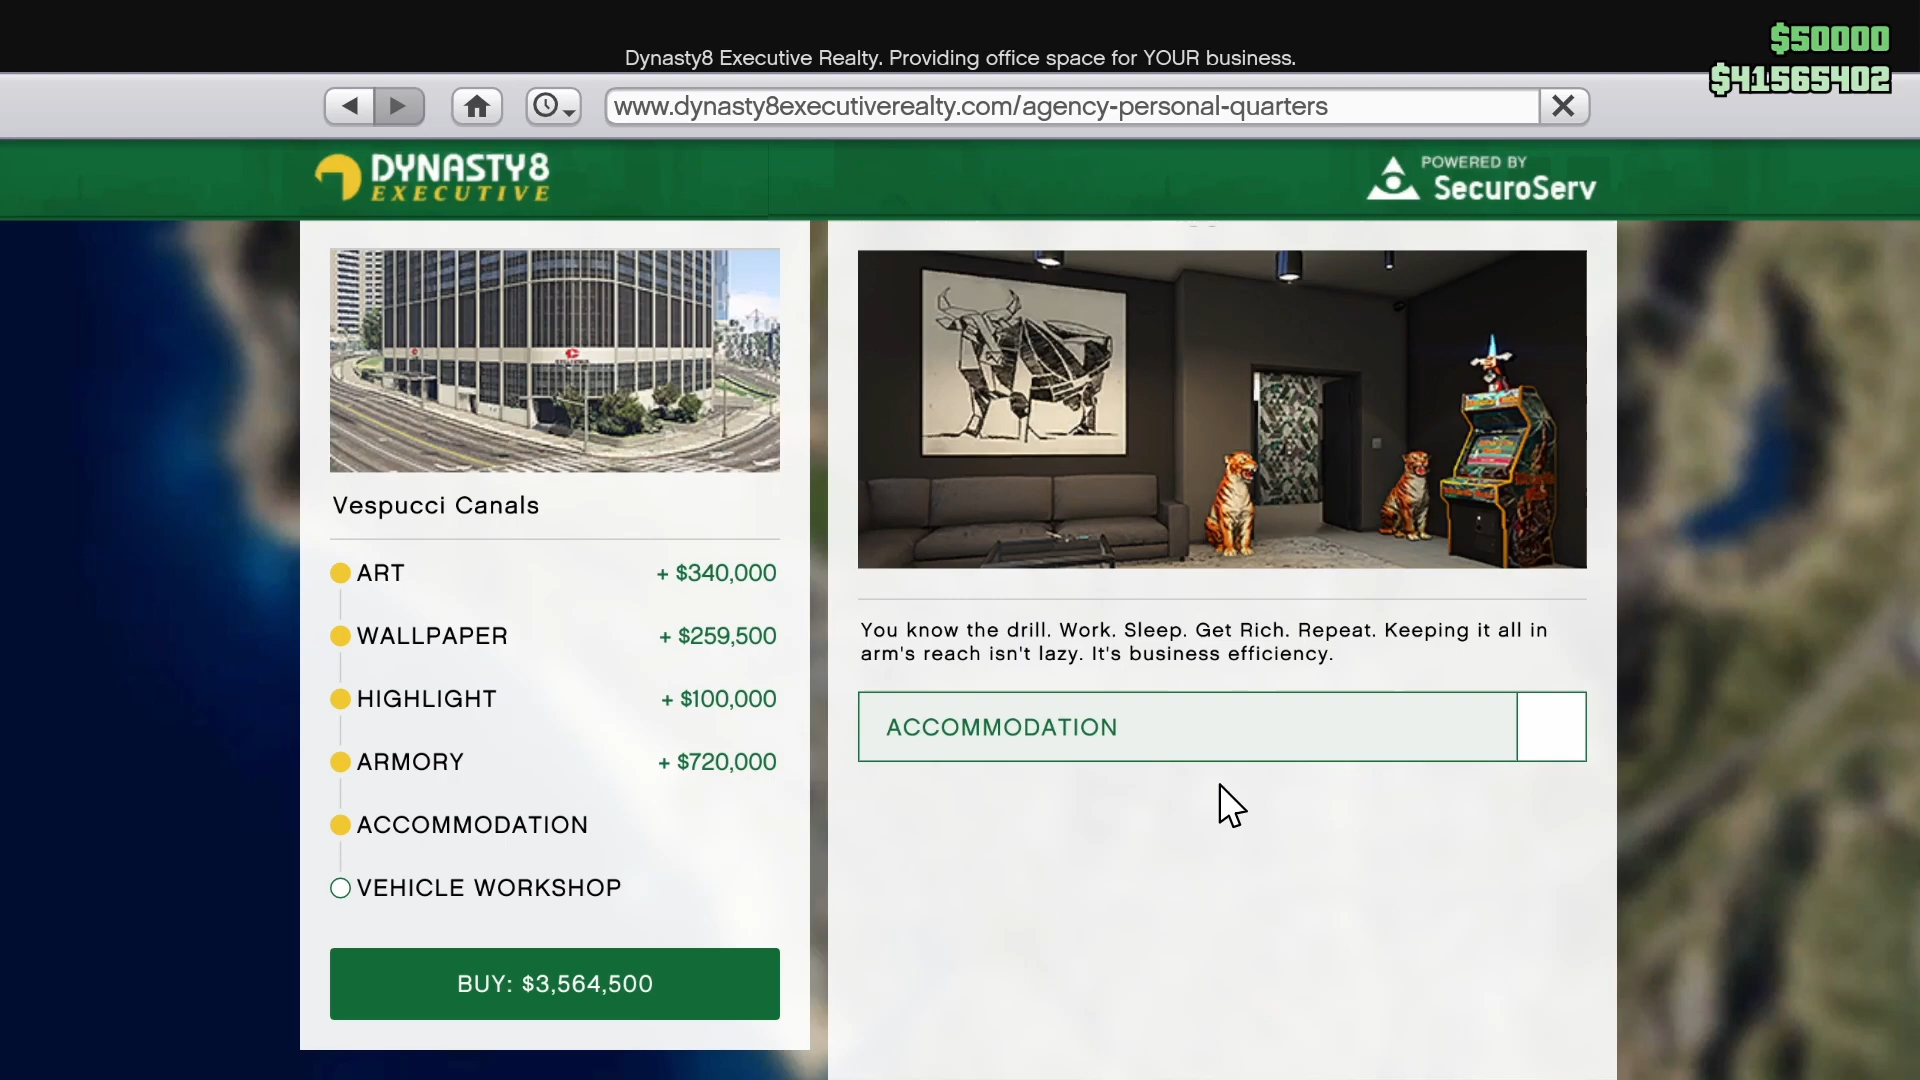 $50000
Dynasty8 Executive Realty. Providing office space for YOUR business.
$41565402
www.dynasty8executiverealty.com/agency-personal-quarters
DYNASTY8
EXECUTIVE
POWERED BY
SecuroServ
Vespucci Canals
ART + $340,000
WALLPAPER + $259,500
HIGHLIGHT + $100,000
ARMORY + $720,000
ACCOMMODATION
VEHICLE WORKSHOP
BUY: $3,564,500
You know the drill. Work. Sleep. Get Rich. Repeat. Keeping it all in
arm's reach isn't lazy. It's business efficiency.
ACCOMMODATION